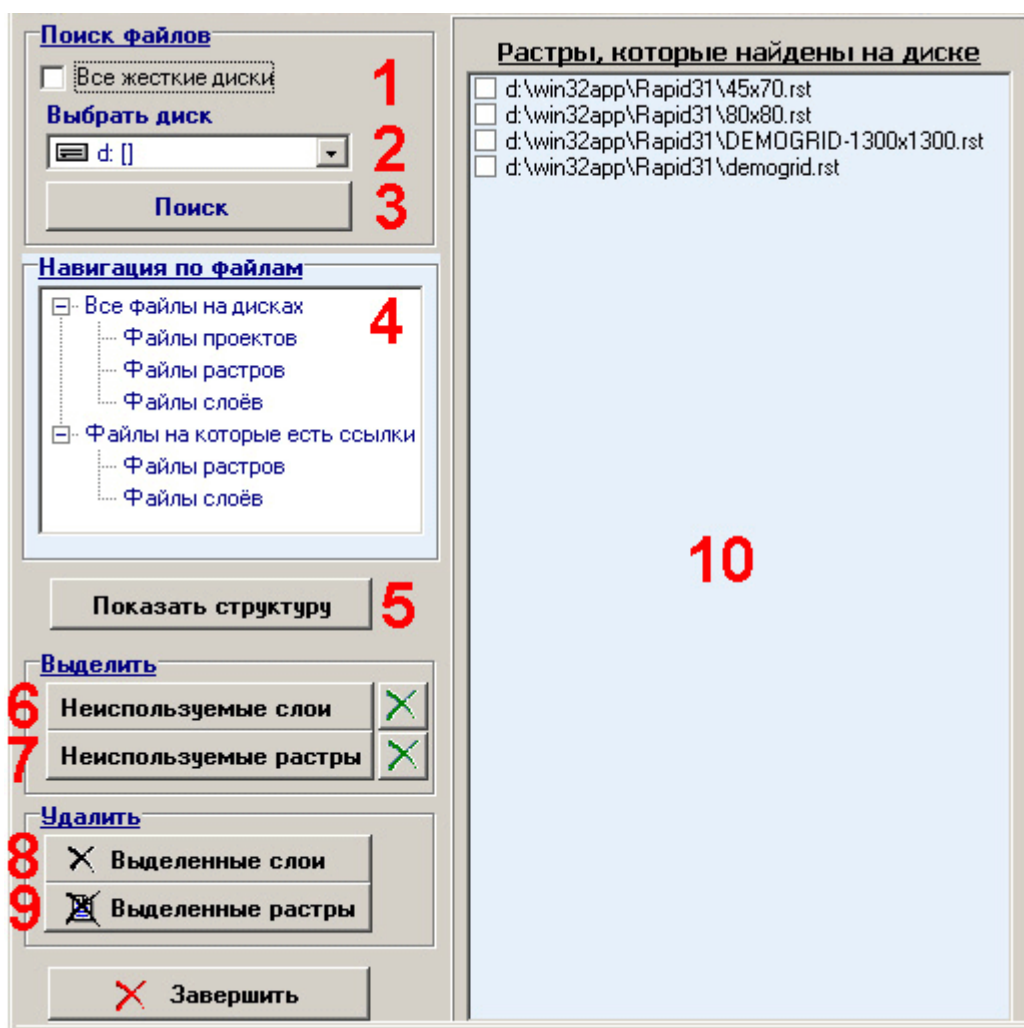 Поиск файлов
Все жесткие диски
1
Выбрать диск
d: []
2
Поиск
3
Навигация по файлам
Все файлы на дисках
4
Файлы проектов
Файлы растров
Файлы слоёв
Файлы на которые есть ссылки
Файлы растров
Файлы слоёв
Показать структуру
5
Выделить
6
Неиспользуемые слои
7
Неиспользуемые растры
Удалить
8
Выделенные слои
9
Выделенные растры
Завершить
Растры, которые найдены на диске
d:\win32app\Rapid31\45x70.rst
d:\win32app\Rapid31\80x80.rst
d:\win32app\Rapid31\DEMOGRID-1300x1300.rst
d:\win32app\Rapid31\demogrid.rst
10